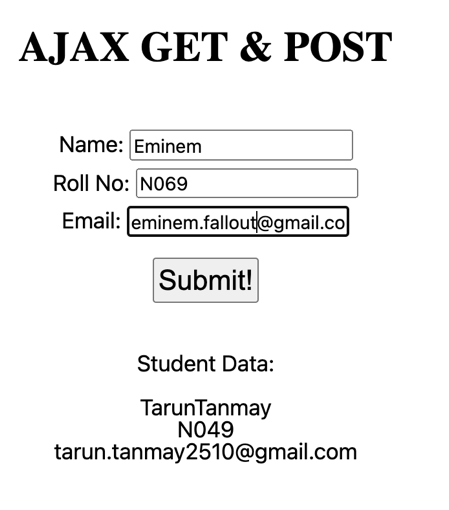 AJAX GET & POST
Name: Eminem
Roll No: N069
Email: eminem.fallout@gmail.co
Submit!
Student Data:
TarunTanmay
N049
tarun.tanmay2510@gmail.com